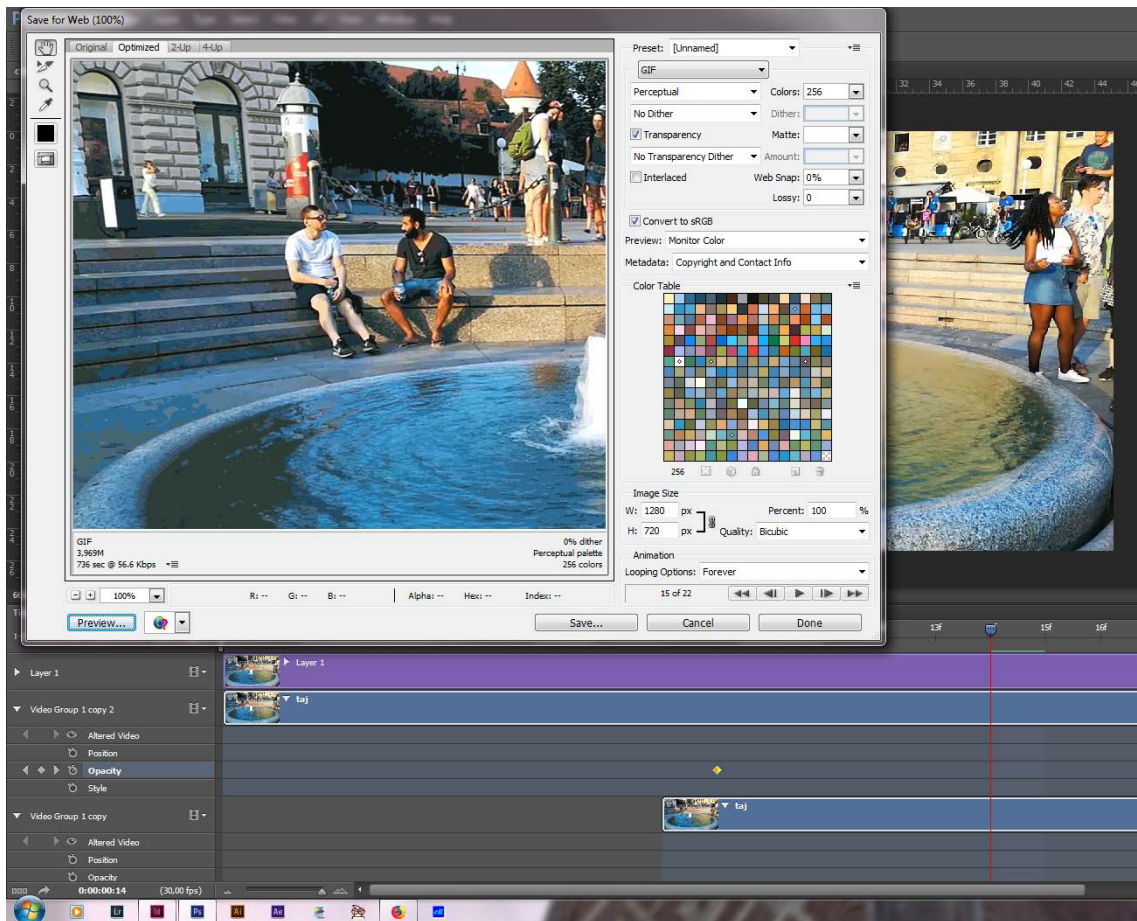 Save for Web (100%)
Original Optimized 2-Up 4-Up
Preset: [Unnamed]
GIF
Perceptual Colors: 256
No Dither Dither:
Transparency Matte:
No Transparency Dither Amount:
Interlaced Web Snap: 0%
Lossy: 0
Convert to sRGB
Preview: Monitor Color
Metadata: Copyright and Contact Info
Color Table
256
Image Size
W: 1280 px Percent: 100 %
H: 720 px Quality: Bicubic
Animation
Looping Options: Forever
15 of 22
GIF 0% dither
3,969M Perceptual palette
736 sec @ 56.6 Kbps 256 colors
100% R: -- G: -- B: -- Alpha: -- Hex: -- Index: --
Preview... Save... Cancel Done
32 34 36 38 40 42 44
13f 15f 16f
Layer 1 Layer 1
Video Group 1 copy 2 taj
Altered Video
Position
Opacity
Style
Video Group 1 copy taj
Altered Video
Position
Opacity
0:00:00:14 (30,00 fps)
Lr Id Ps Ai Ae